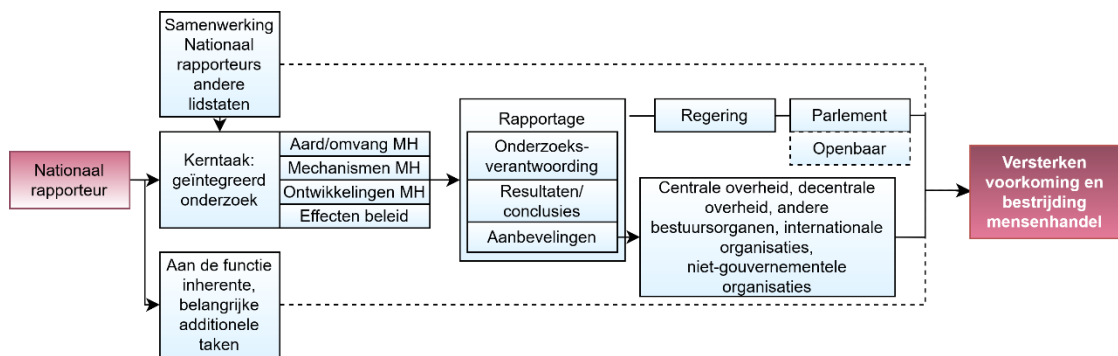 Samenwerking
Nationaal
rapporteurs
andere
lidstaten
Nationaal
rapporteur
Kerntaak:
geïntegreerd
onderzoek
Aard/omvang MH
Mechanismen MH
Ontwikkelingen MH
Effecten beleid
Aan de functie
inherente,
belangrijke
additionele
taken
Rapportage
Onderzoeks-
verantwoording
Resultaten/
conclusies
Aanbevelingen
Regering
Parlement
Openbaar
Centrale overheid, decentrale
overheid, andere
bestuursorganen, internationale
organisaties,
niet-gouvernementele
organisaties
Versterken
voorkoming en
bestrijding
mensenhandel